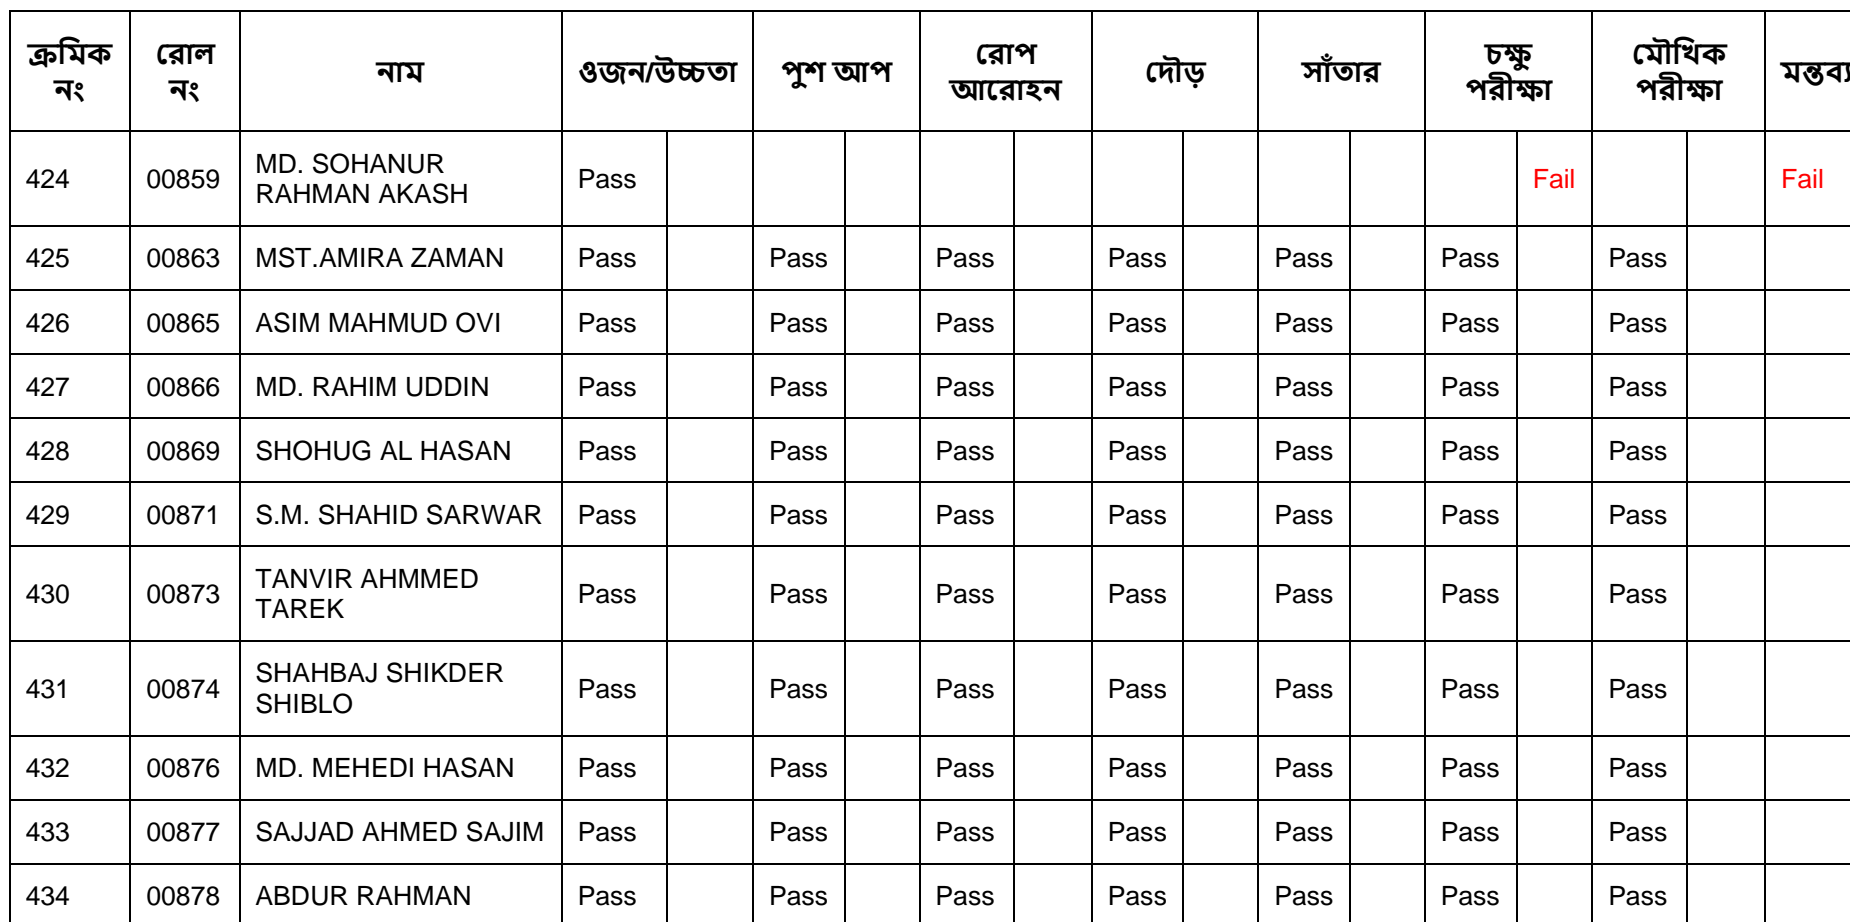 ক্রমিক নং রোল নং নাম ওজন/উচ্চতা পুশ আপ রোপ আরোহন দৌড় সাঁতার চক্ষু পরীক্ষা মৌখিক পরীক্ষা মন্তব্য
424 00859 MD. SOHANUR RAHMAN AKASH Pass Fail Fail
425 00863 MST.AMIRA ZAMAN Pass Pass Pass Pass Pass Pass Pass
426 00865 ASIM MAHMUD OVI Pass Pass Pass Pass Pass Pass Pass
427 00866 MD. RAHIM UDDIN Pass Pass Pass Pass Pass Pass Pass
428 00869 SHOHUG AL HASAN Pass Pass Pass Pass Pass Pass Pass
429 00871 S.M. SHAHID SARWAR Pass Pass Pass Pass Pass Pass Pass
430 00873 TANVIR AHMMED TAREK Pass Pass Pass Pass Pass Pass Pass
431 00874 SHAHBAJ SHIKDER SHIBLO Pass Pass Pass Pass Pass Pass Pass
432 00876 MD. MEHEDI HASAN Pass Pass Pass Pass Pass Pass Pass
433 00877 SAJJAD AHMED SAJIM Pass Pass Pass Pass Pass Pass Pass
434 00878 ABDUR RAHMAN Pass Pass Pass Pass Pass Pass Pass